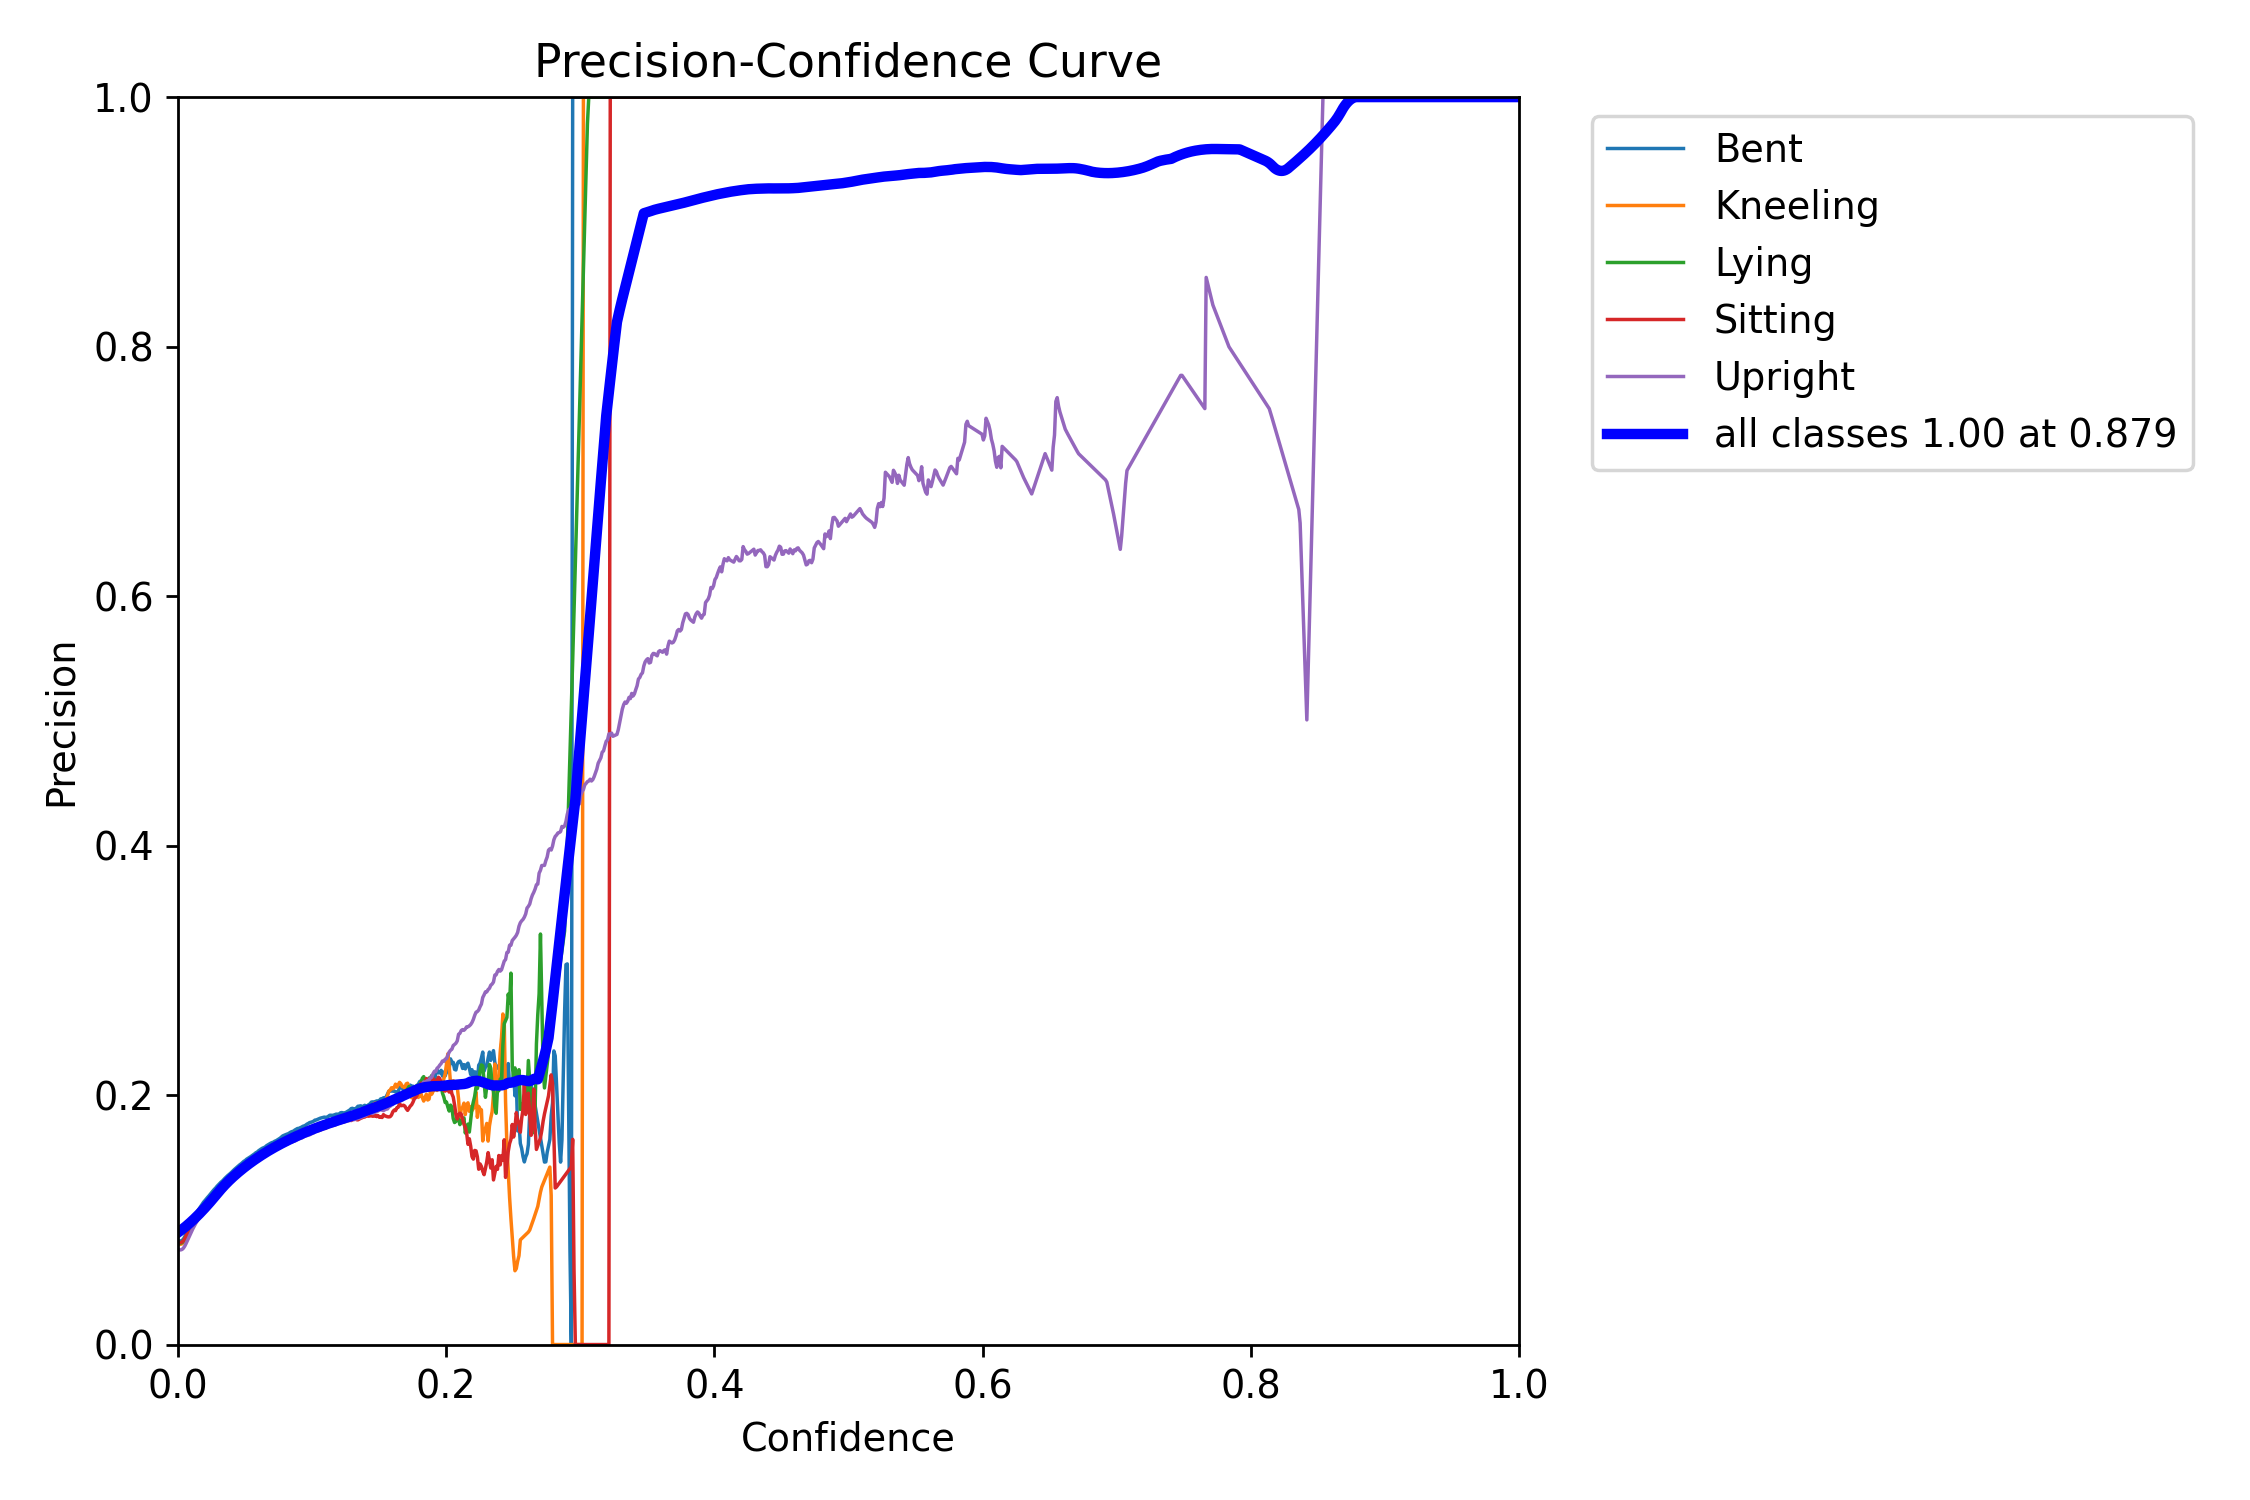 Precision-Confidence Curve
1.0
0.8
0.6
0.4
0.2
0.0
Precision
0.0 0.2 0.4 0.6 0.8 1.0
Confidence
Bent
Kneeling
Lying
Sitting
Upright
all classes 1.00 at 0.879